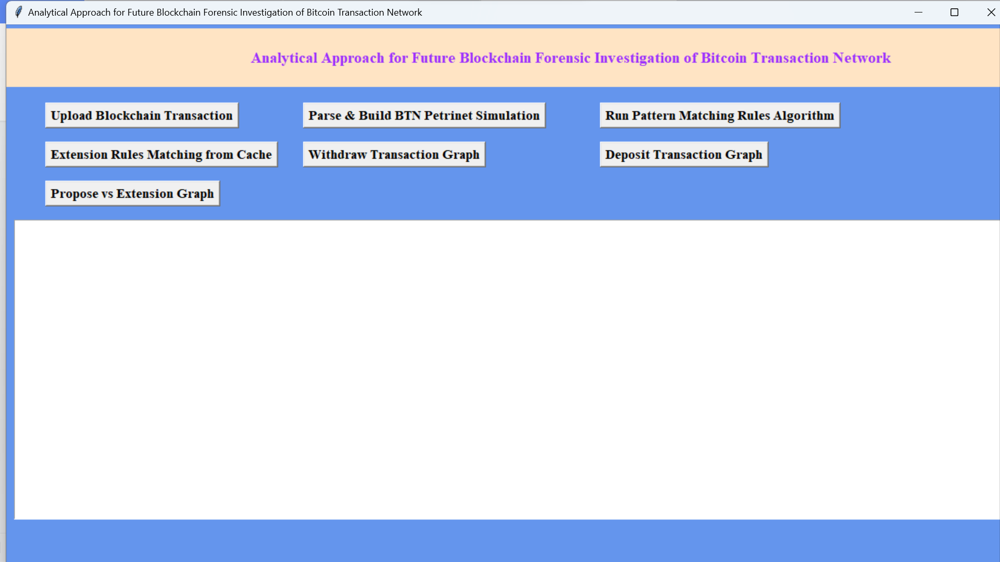 Analytical Approach for Future Blockchain Forensic Investigation of Bitcoin Transaction Network
Analytical Approach for Future Blockchain Forensic Investigation of Bitcoin Transaction Network
Upload Blockchain Transaction
Parse & Build BTN Petrinet Simulation
Run Pattern Matching Rules Algorithm
Extension Rules Matching from Cache
Withdraw Transaction Graph
Deposit Transaction Graph
Propose vs Extension Graph